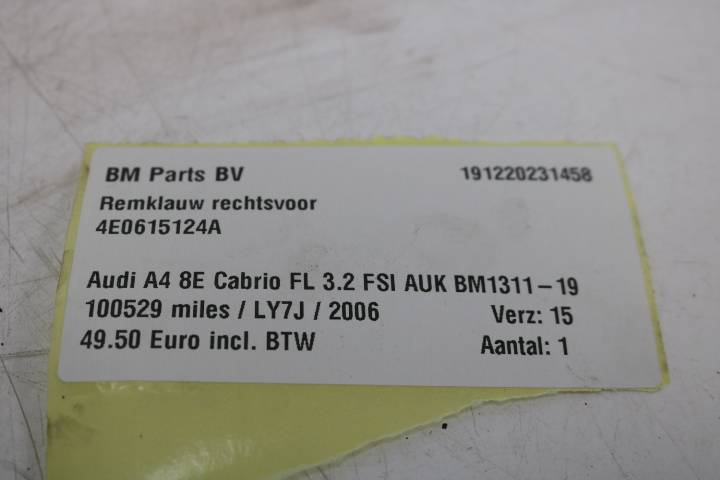 BM Parts BV 191220231458
Remklauw rechtsvoor
4E0615124A
Audi A4 8E Cabrio FL 3.2 FSI AUK BM1311-19
100529 miles / LY7J / 2006 Verz: 15
49.50 Euro incl. BTW Aantal: 1